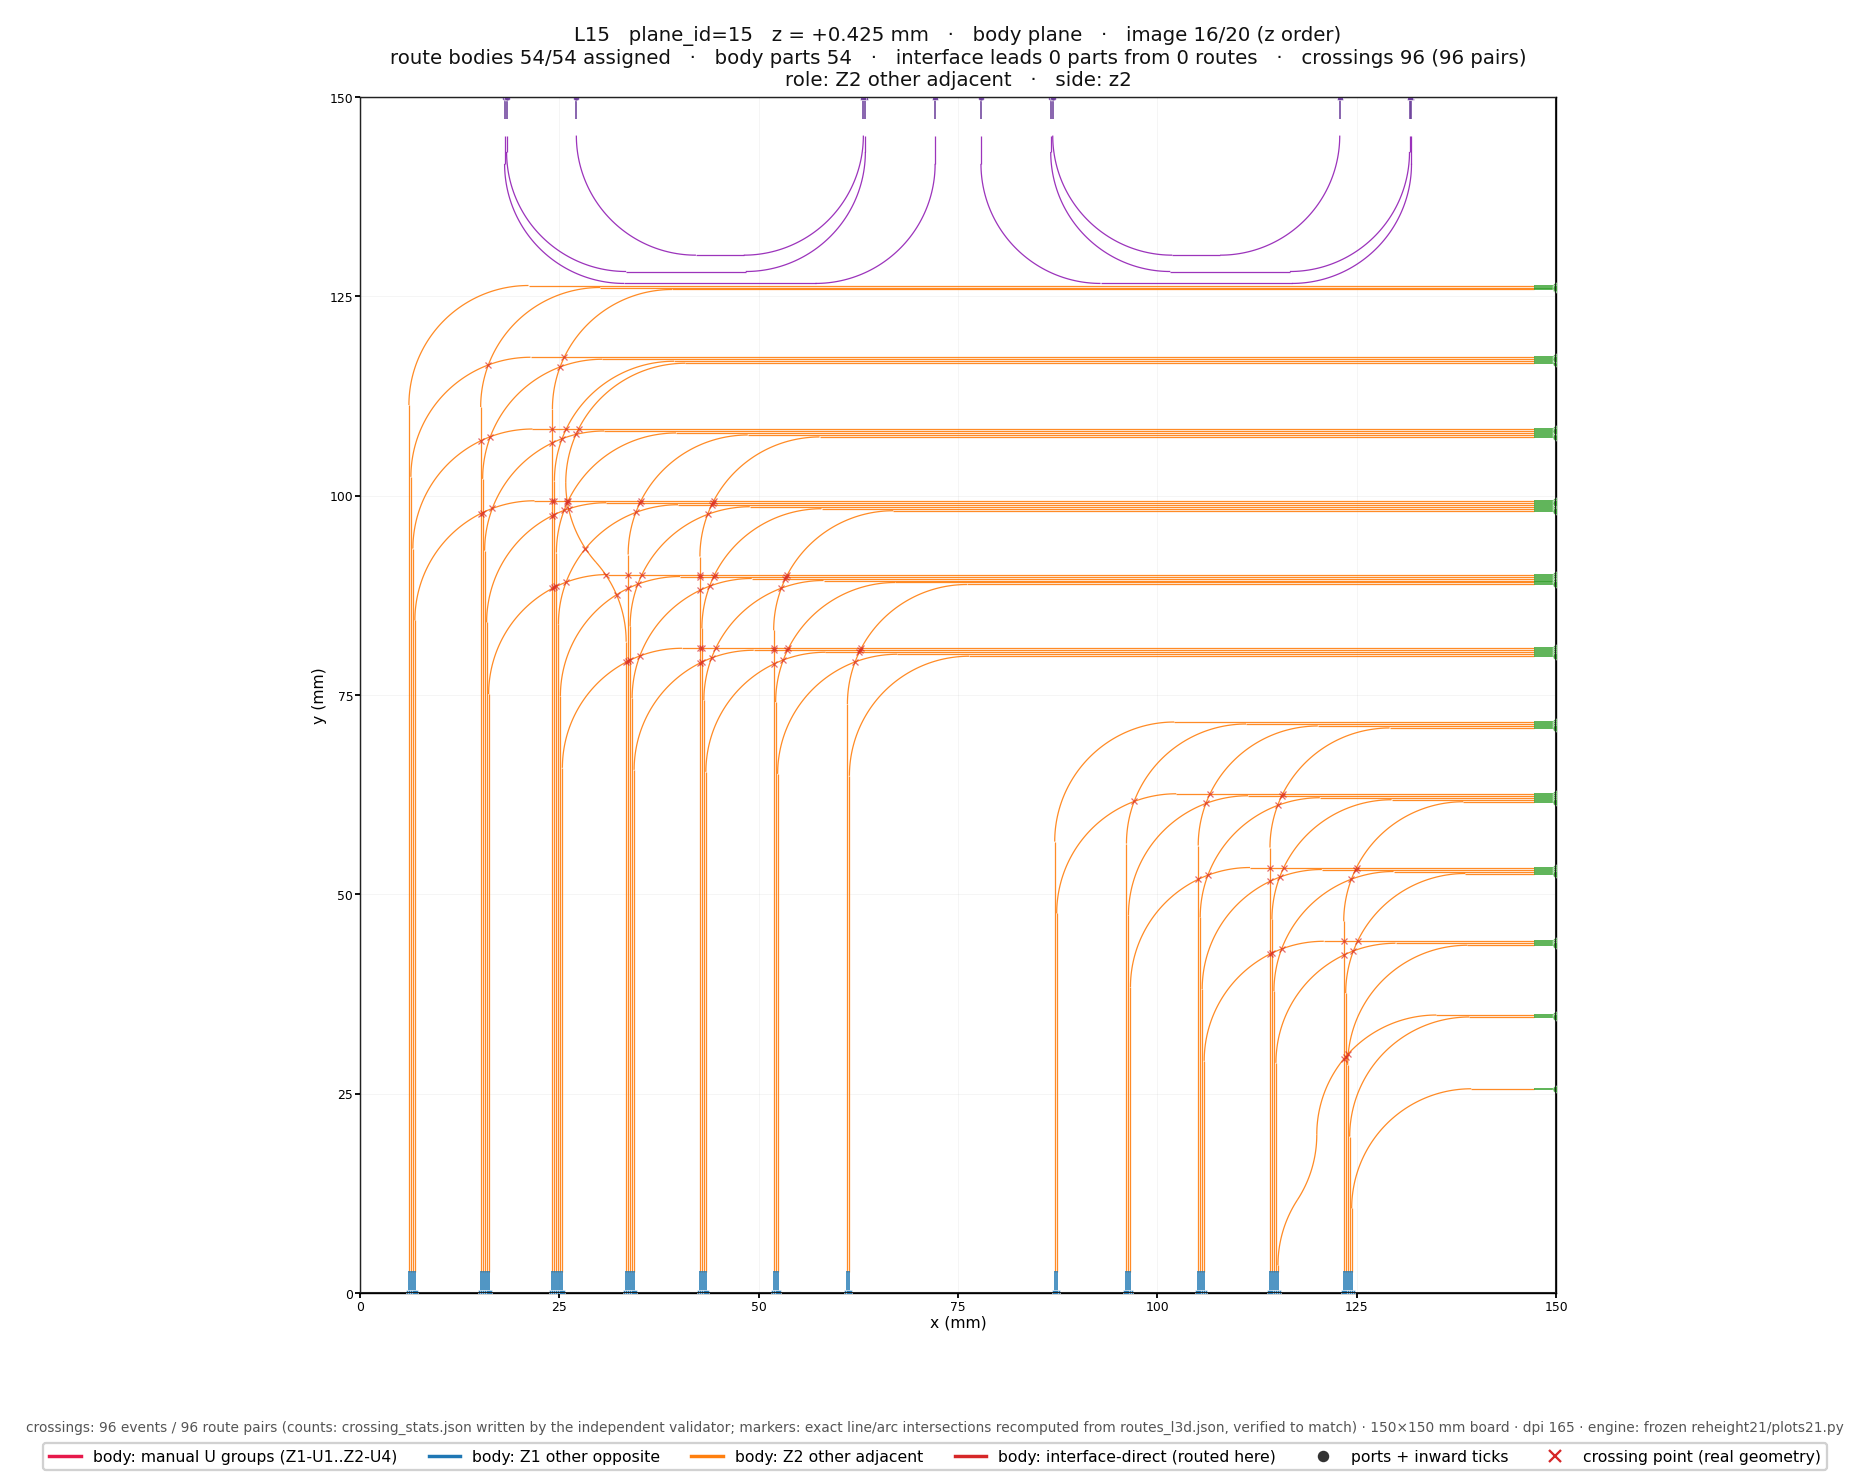 L15   plane_id=15   z = +0.425 mm   ·   body plane   ·   image 16/20 (z order)
route bodies 54/54 assigned   ·   body parts 54   ·   interface leads 0 parts from 0 routes   ·   crossings 96 (96 pairs)
role: Z2 other adjacent   ·   side: z2
150
125
100
75
50
25
0
y (mm)
0   25   50   75   100   125   150
x (mm)
crossings: 96 events / 96 route pairs (counts: crossing_stats.json written by the independent validator; markers: exact line/arc intersections recomputed from routes_l3d.json, verified to match) · 150×150 mm board · dpi 165 · engine: frozen reheight21/plots21.py
body: manual U groups (Z1-U1..Z2-U4)   body: Z1 other opposite   body: Z2 other adjacent   body: interface-direct (routed here)   ports + inward ticks   crossing point (real geometry)